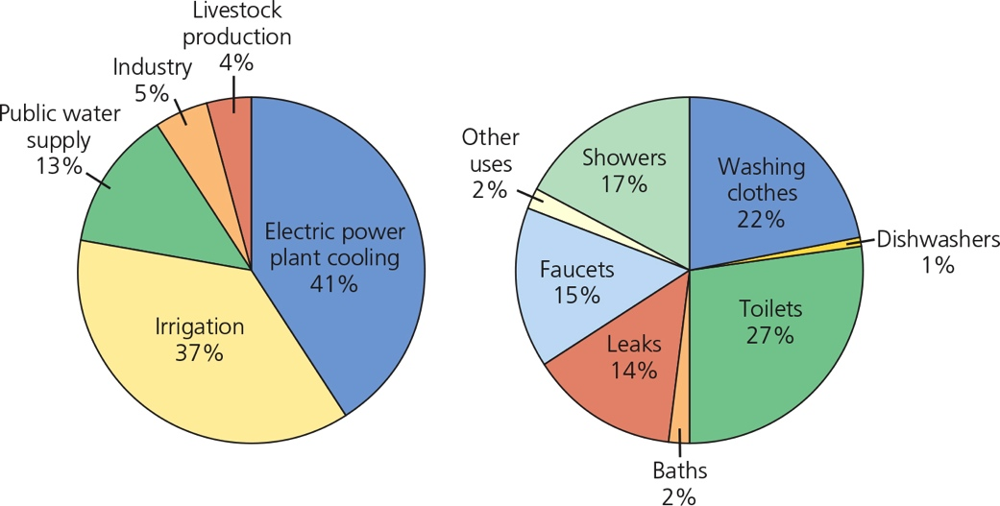 Livestock
production
4%
Industry
5%
Public water
supply
13%
Electric power
plant cooling
41%
Irrigation
37%
Other
uses
2%
Showers
17%
Washing
clothes
22%
Dishwashers
1%
Faucets
15%
Toilets
27%
Leaks
14%
Baths
2%